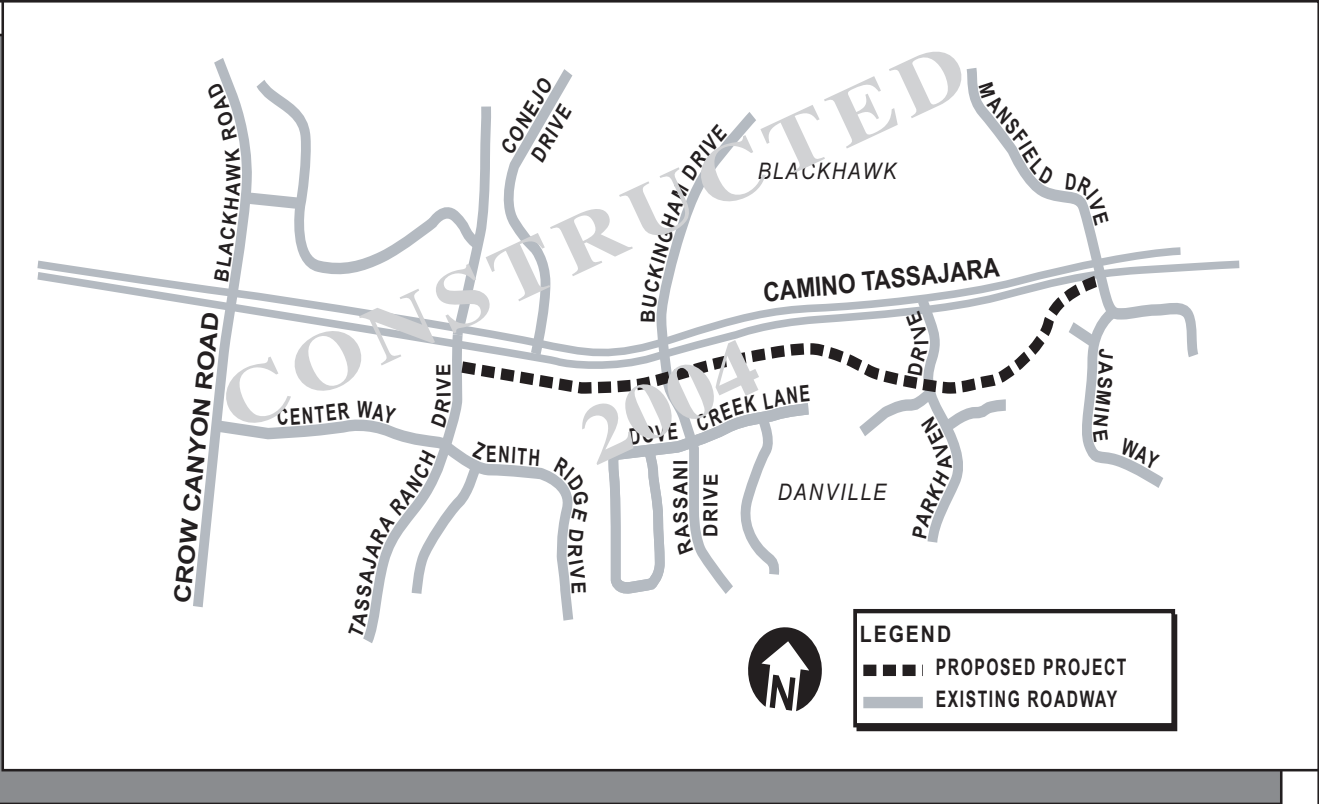 BLACKHAWK ROAD
CONEJO
DRIVE
BUCKINGHAM DRIVE
BLACKHAWK
MANSFIELD DRIVE
CAMINO TASSAJARA
CONSTRUCTED
2004
CROW CANYON ROAD
CENTER WAY
TASSAJARA RANCH DRIVE
ZENITH RIDGE DRIVE
DOVE CREEK LANE
RASSANI
DRIVE
DANVILLE
PARKHAVEN DRIVE
JASMINE WAY
N
LEGEND
PROPOSED PROJECT
EXISTING ROADWAY